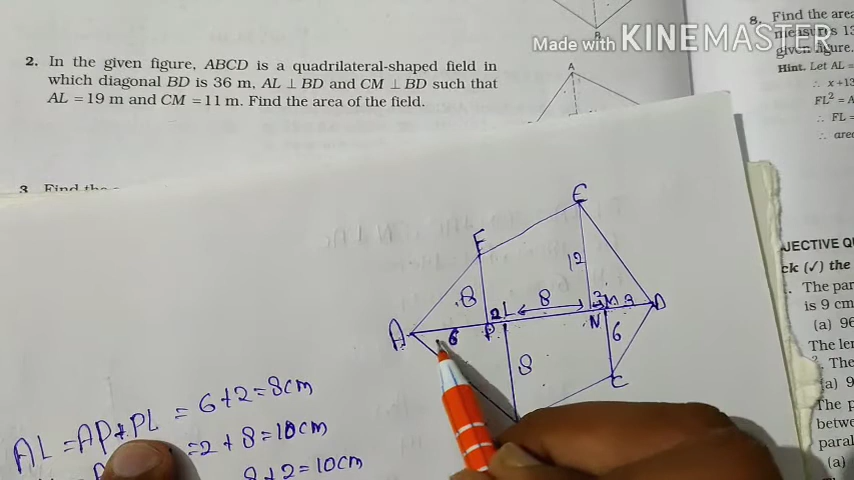 Made with KINEMASTER
2. In the given figure, ABCD is a quadrilateral-shaped field in
which diagonal BD is 36 m, AL ⊥ BD and CM ⊥ BD such that
AL = 19 m and CM = 11 m. Find the area of the field.
3. Find the
B
A
8. Find the area
measures 13
given figure.
Hint. Let AL =
∴ x+13
FL² = A
∴ FL =
∴ area
JECTIVE QU
ck (✓) the
The par
is 9 cm
(a) 96
The len
The
(a) 9
The p
betwe
paral
(a)
E
F
12
8
2 L
8
2 M 3 D
A
6
P
N
6
8
C
AL = AP + PL = 6 + 2 = 8cm
= 2 + 8 = 10cm
8 + 2 = 10cm